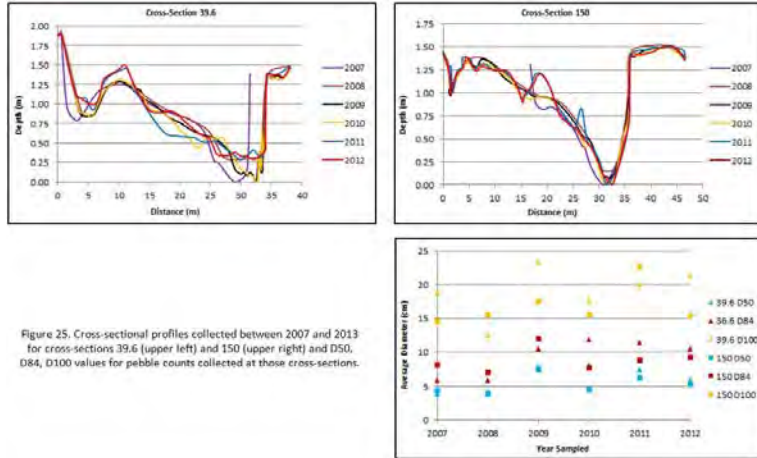 Cross-Section 39.6
2.00
1.75
1.50
1.25
1.00
0.75
0.50
0.25
0.00
Depth (m)
0 5 10 15 20 25 30 35 40
Distance (m)
2007
2008
2009
2010
2011
2012
Cross-Section 150
1.75
1.50
1.25
1.00
0.75
0.50
0.25
0.00
Depth (m)
0 5 10 15 20 25 30 35 40 45 50
Distance (m)
2007
2008
2009
2010
2011
2012
Figure 25. Cross-sectional profiles collected between 2007 and 2013
for cross-sections 39.6 (upper left) and 150 (upper right) and D50,
D84, D100 values for pebble counts collected at those cross-sections.
25
20
15
10
5
0
Average Diameter (cm)
2007 2008 2009 2010 2011 2012
Year Sampled
39.6 D50
36.6 D84
39.6 D100
150 D50
150 D84
150 D100